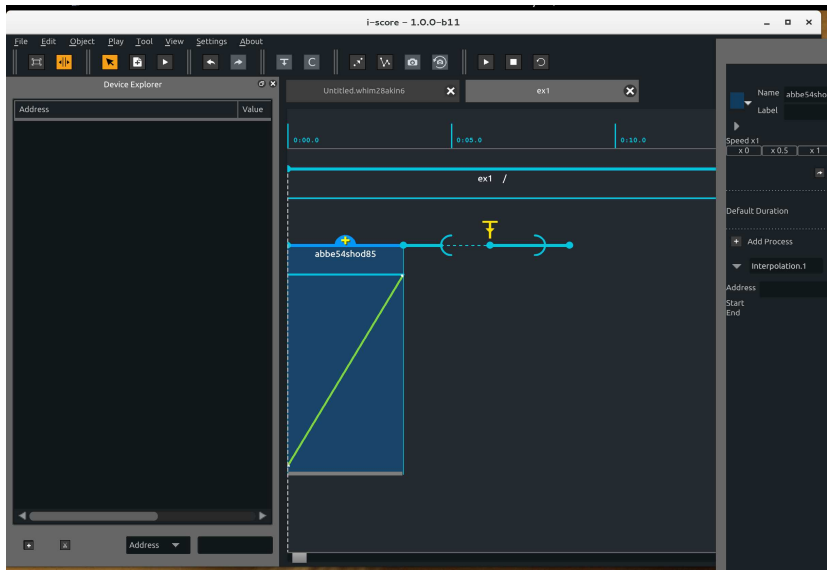 i-score - 1.0.0-b11
File Edit Object Play Tool View Settings About
Device Explorer
Address Value
Address
Untitled.whim28akin6 ex1
0:00.0 0:05.0 0:10.0
ex1 /
abbe54shod85
Name abbe54sho
Label
Speed x1
x 0 x 0.5 x 1
Default Duration
Add Process
Interpolation.1
Address
Start
End